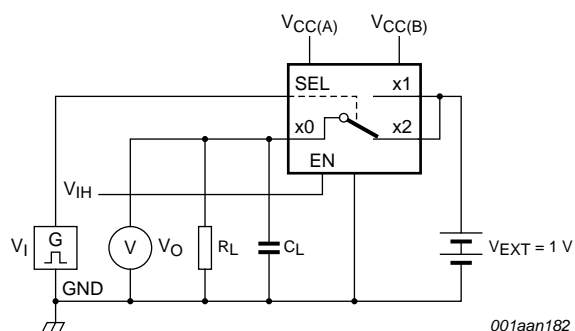 VCC(A) VCC(B)
SEL x1
x0 x2
EN
VIH
VI G V VO RL CL VEXT = 1 V
GND
001aan182